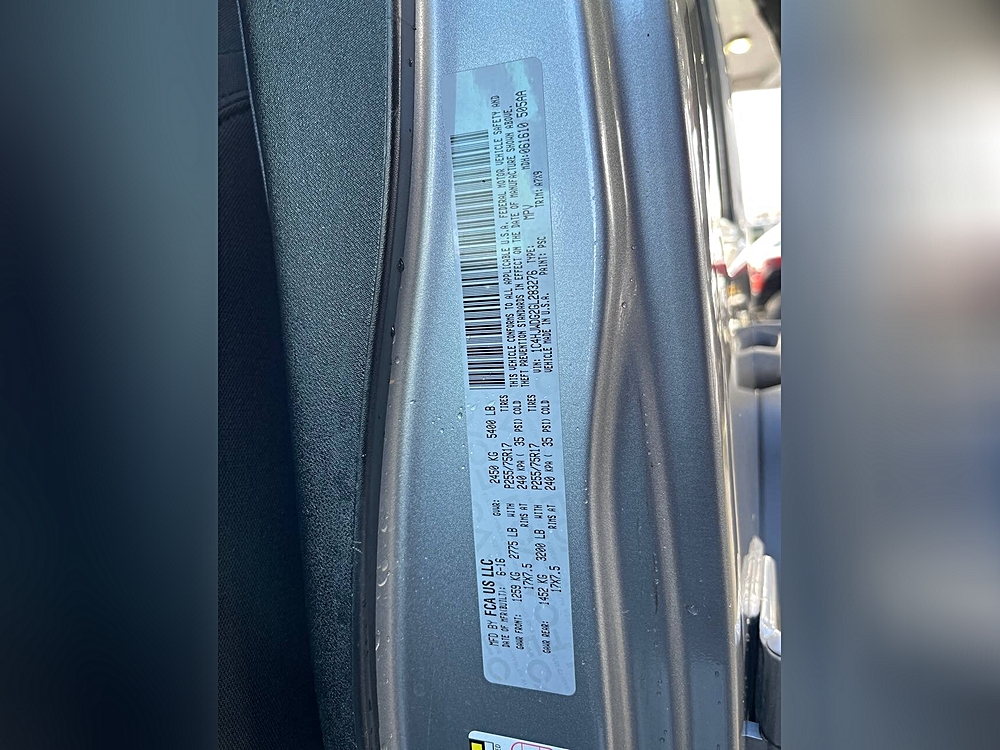 MFD BY FCA US LLC
DATE OF MFR(BUILT): 6-16 GVWR: 2450 KG 5400 LB
GAWR FRONT: 1259 KG 2775 LB WITH P255/75R17 TIRES
17X7.5 RIMS AT 240 KPA ( 35 PSI) COLD
GAWR REAR: 1452 KG 3200 LB WITH P255/75R17 TIRES
17X7.5 RIMS AT 240 KPA ( 35 PSI) COLD
THIS VEHICLE CONFORMS TO ALL APPLICABLE U.S.A. FEDERAL MOTOR VEHICLE SAFETY AND
THEFT PREVENTION STANDARDS IN EFFECT ON THE DATE OF MANUFACTURE SHOWN ABOVE.
VIN: 1C4HJWDG2GL283276 TYPE: MPV MDH:061610 505AA
VEHICLE MADE IN U.S.A. PAINT: PSC TRIM: A7X9